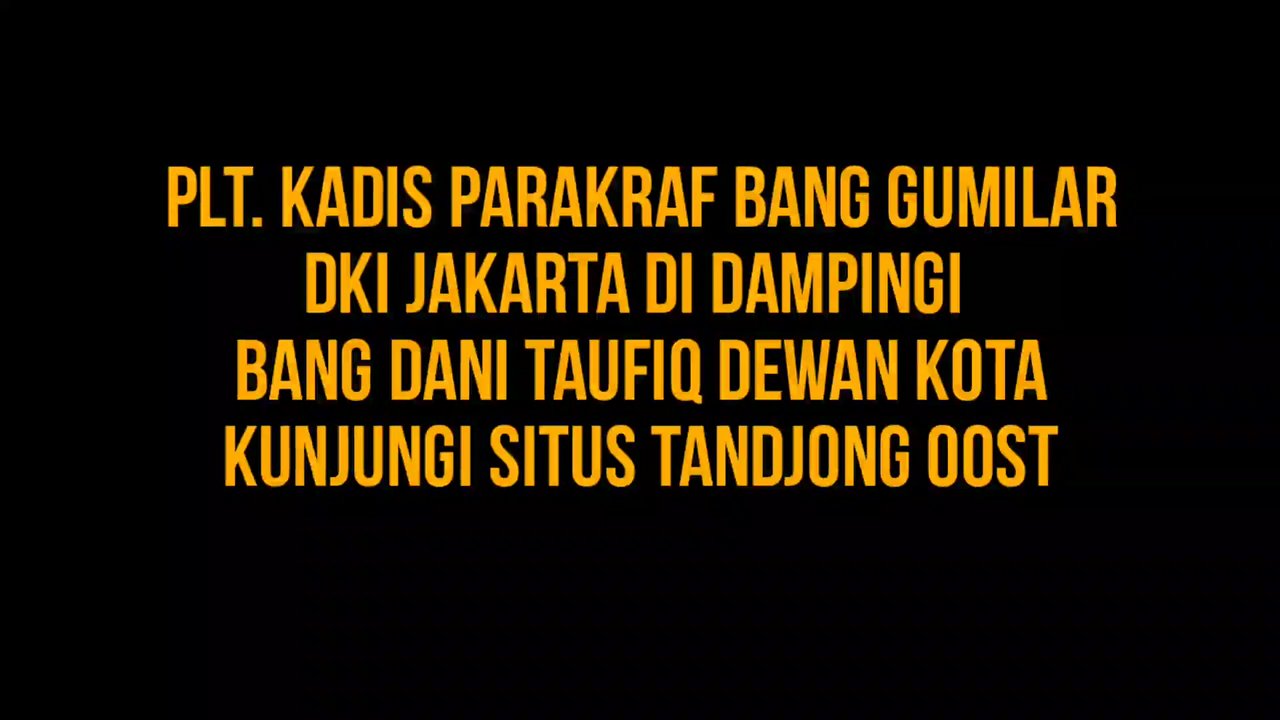 PLT. KADIS PARAKRAF BANG GUMILAR
DKI JAKARTA DI DAMPINGI
BANG DANI TAUFIQ DEWAN KOTA
KUNJUNGI SITUS TANDJONG OOST